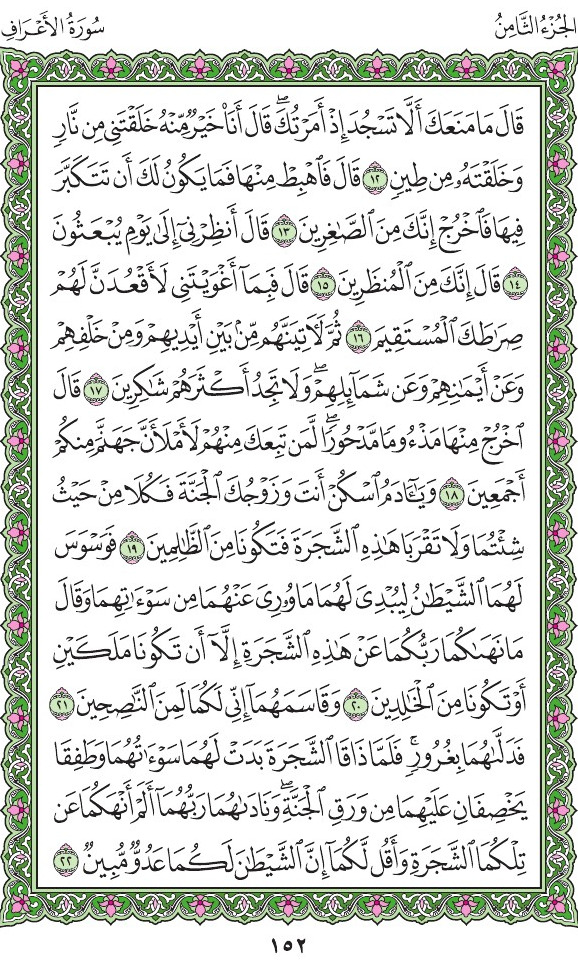 الجُزْءُ الثَّامِنُ
سُورَةُ الأَعْرَافِ
قَالَ مَا مَنَعَكَ أَلَّا تَسْجُدَ إِذْ أَمَرْتُكَ ۖ قَالَ أَنَا۠ خَيْرٌ مِّنْهُ خَلَقْتَنِى مِن نَّارٍ
وَخَلَقْتَهُۥ مِن طِينٍ ۝١٢ قَالَ فَٱهْبِطْ مِنْهَا فَمَا يَكُونُ لَكَ أَن تَتَكَبَّرَ
فِيهَا فَٱخْرُجْ إِنَّكَ مِنَ ٱلصَّـٰغِرِينَ ۝١٣ قَالَ أَنظِرْنِىٓ إِلَىٰ يَوْمِ يُبْعَثُونَ
۝١٤ قَالَ إِنَّكَ مِنَ ٱلْمُنظَرِينَ ۝١٥ قَالَ فَبِمَآ أَغْوَيْتَنِى لَأَقْعُدَنَّ لَهُمْ
صِرَٰطَكَ ٱلْمُسْتَقِيمَ ۝١٦ ثُمَّ لَـَٔاتِيَنَّهُم مِّنۢ بَيْنِ أَيْدِيهِمْ وَمِنْ خَلْفِهِمْ
وَعَنْ أَيْمَـٰنِهِمْ وَعَن شَمَآئِلِهِمْ ۖ وَلَا تَجِدُ أَكْثَرَهُمْ شَـٰكِرِينَ ۝١٧ قَالَ
ٱخْرُجْ مِنْهَا مَذْءُومًا مَّدْحُورًا ۖ لَّمَن تَبِعَكَ مِنْهُمْ لَأَمْلَأَنَّ جَهَنَّمَ مِنكُمْ
أَجْمَعِينَ ۝١٨ وَيَـٰٓـَٔادَمُ ٱسْكُنْ أَنتَ وَزَوْجُكَ ٱلْجَنَّةَ فَكُلَا مِنْ حَيْثُ
شِئْتُمَا وَلَا تَقْرَبَا هَـٰذِهِ ٱلشَّجَرَةَ فَتَكُونَا مِنَ ٱلظَّـٰلِمِينَ ۝١٩ فَوَسْوَسَ
لَهُمَا ٱلشَّيْطَـٰنُ لِيُبْدِىَ لَهُمَا مَا وُۥرِىَ عَنْهُمَا مِن سَوْءَٰتِهِمَا وَقَالَ
مَا نَهَىٰكُمَا رَبُّكُمَا عَنْ هَـٰذِهِ ٱلشَّجَرَةِ إِلَّآ أَن تَكُونَا مَلَكَيْنِ
أَوْ تَكُونَا مِنَ ٱلْخَـٰلِدِينَ ۝٢٠ وَقَاسَمَهُمَآ إِنِّى لَكُمَا لَمِنَ ٱلنَّـٰصِحِينَ ۝٢١
فَدَلَّىٰهُمَا بِغُرُورٍ ۚ فَلَمَّا ذَاقَا ٱلشَّجَرَةَ بَدَتْ لَهُمَا سَوْءَٰتُهُمَا وَطَفِقَا
يَخْصِفَانِ عَلَيْهِمَا مِن وَرَقِ ٱلْجَنَّةِ ۖ وَنَادَىٰهُمَا رَبُّهُمَآ أَلَمْ أَنْهَكُمَا عَن
تِلْكُمَا ٱلشَّجَرَةِ وَأَقُل لَّكُمَآ إِنَّ ٱلشَّيْطَـٰنَ لَكُمَا عَدُوٌّ مُّبِينٌ ۝٢٢
١٥٢